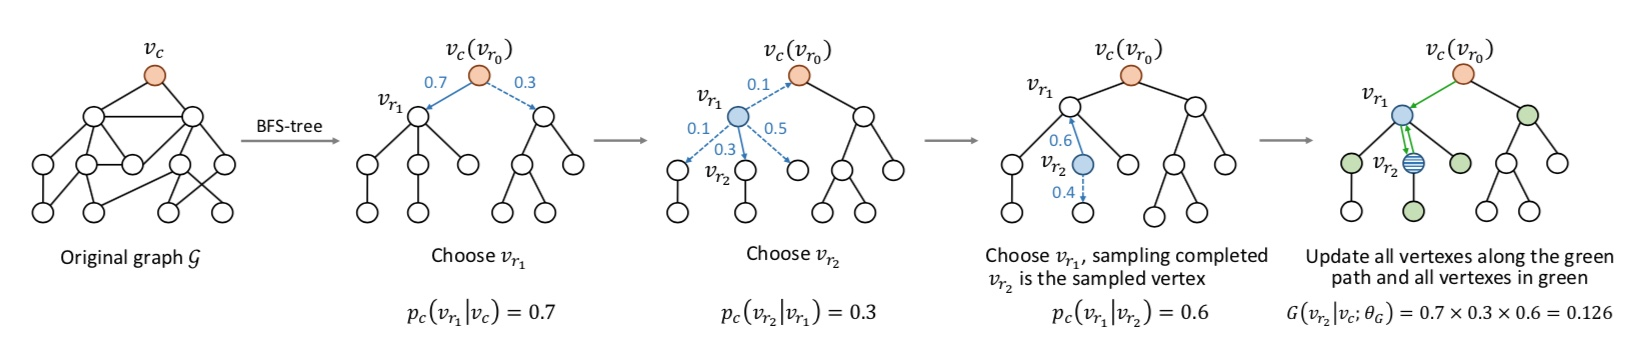 v_c
Original graph 𝒢
BFS-tree
v_c(v_{r_0})
0.7
0.3
v_{r_1}
Choose v_{r_1}
p_c(v_{r_1}|v_c) = 0.7
v_c(v_{r_0})
0.1
v_{r_1}
0.1
0.5
0.3
v_{r_2}
Choose v_{r_2}
p_c(v_{r_2}|v_{r_1}) = 0.3
v_c(v_{r_0})
v_{r_1}
0.6
v_{r_2}
0.4
Choose v_{r_1}, sampling completed
v_{r_2} is the sampled vertex
p_c(v_{r_1}|v_{r_2}) = 0.6
v_c(v_{r_0})
v_{r_1}
v_{r_2}
Update all vertexes along the green
path and all vertexes in green
G(v_{r_2}|v_c; θ_G) = 0.7 × 0.3 × 0.6 = 0.126